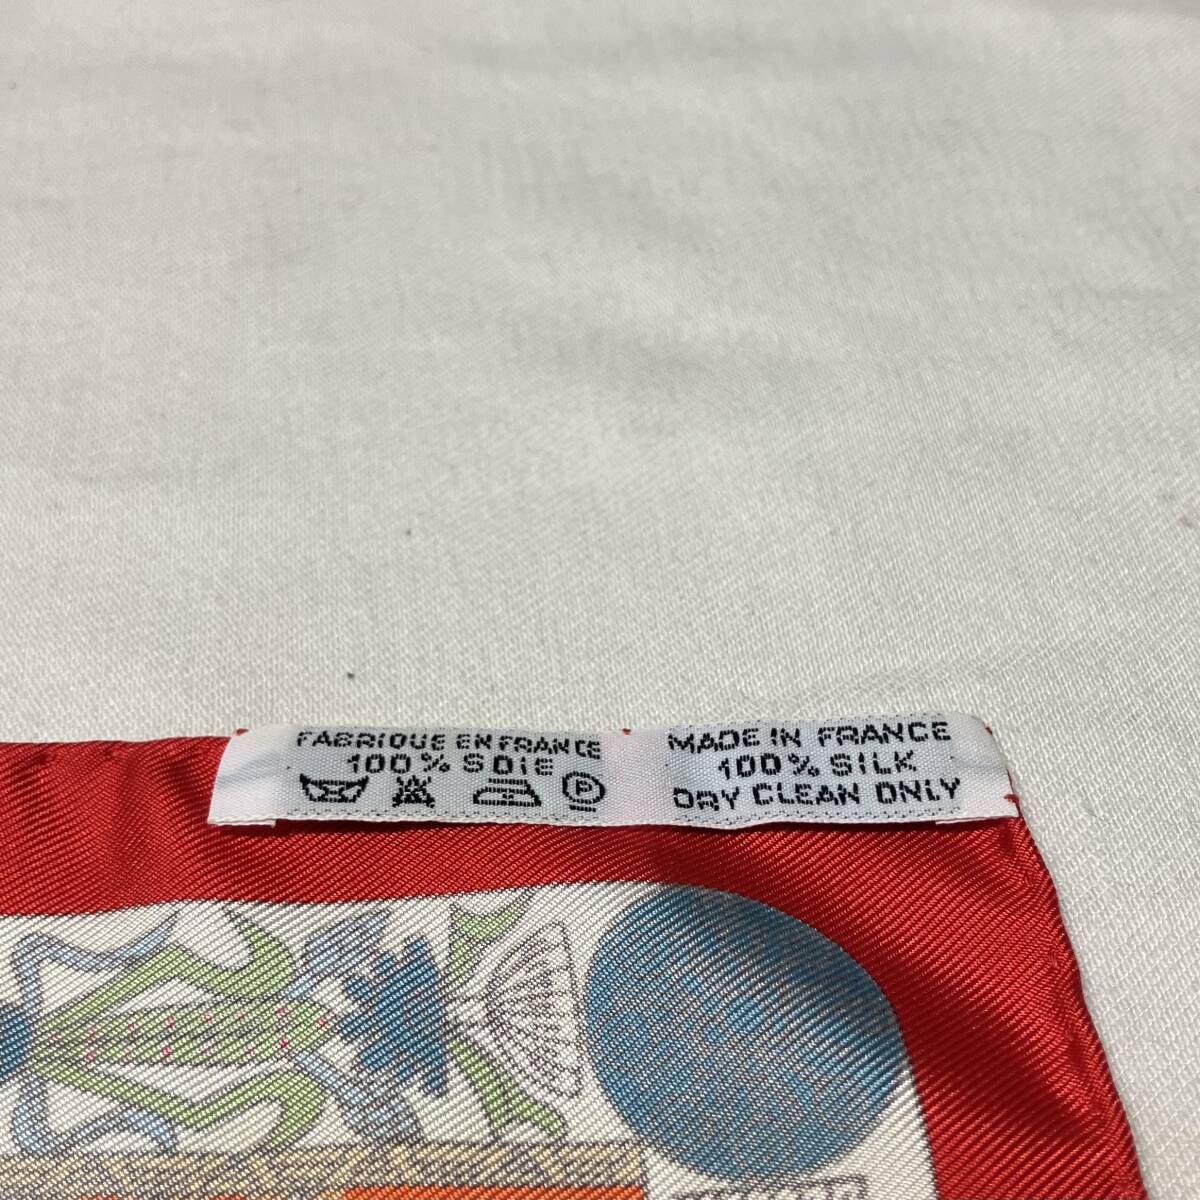 FABRIQUE EN FRANCE
100% SOIE
P
MADE IN FRANCE
100% SILK
DRY CLEAN ONLY